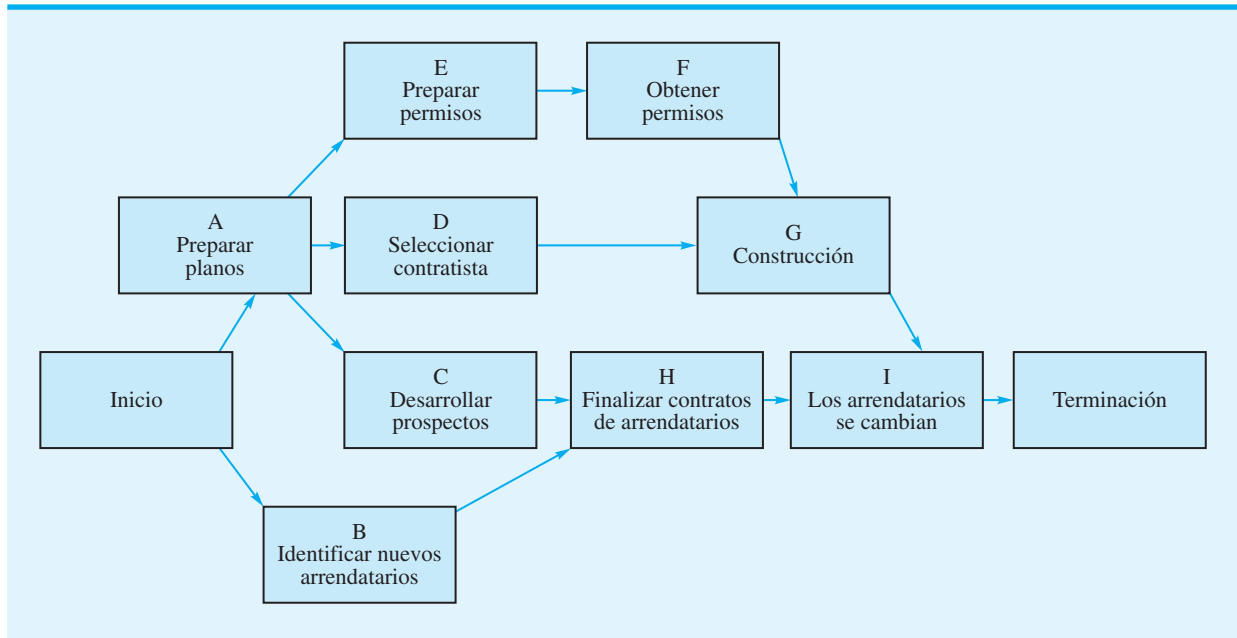 E
Preparar
permisos
F
Obtener
permisos
A
Preparar
planos
D
Seleccionar
contratista
G
Construcción
Inicio
C
Desarrollar
prospectos
H
Finalizar contratos
de arrendatarios
I
Los arrendatarios
se cambian
Terminación
B
Identificar nuevos
arrendatarios